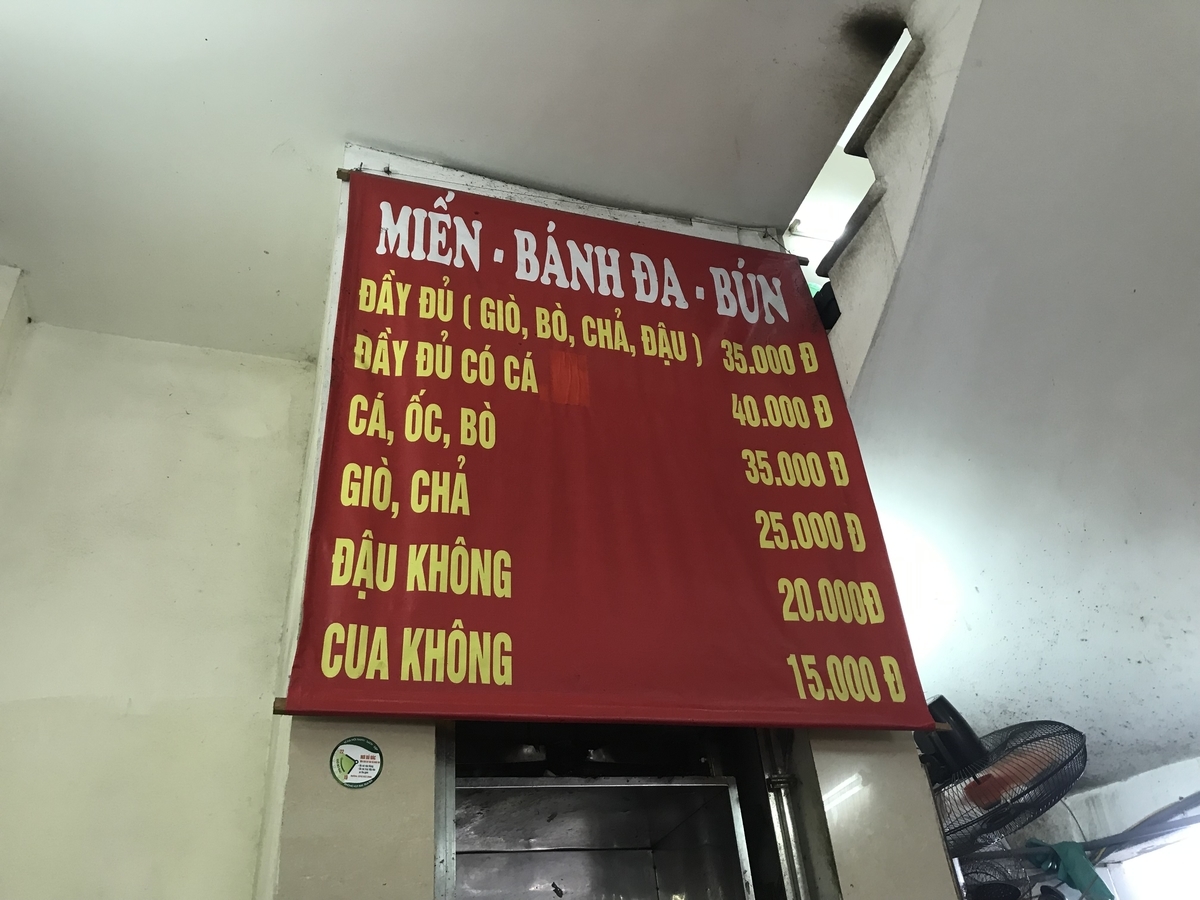 MIẾN - BÁNH ĐA - BÚN
ĐẦY ĐỦ ( GIÒ, BÒ, CHẢ, ĐẬU ) 35.000 Đ
ĐẦY ĐỦ CÓ CÁ 40.000 Đ
CÁ, ỐC, BÒ 35.000 Đ
GIÒ, CHẢ 25.000 Đ
ĐẬU KHÔNG 20.000Đ
CUA KHÔNG 15.000 Đ